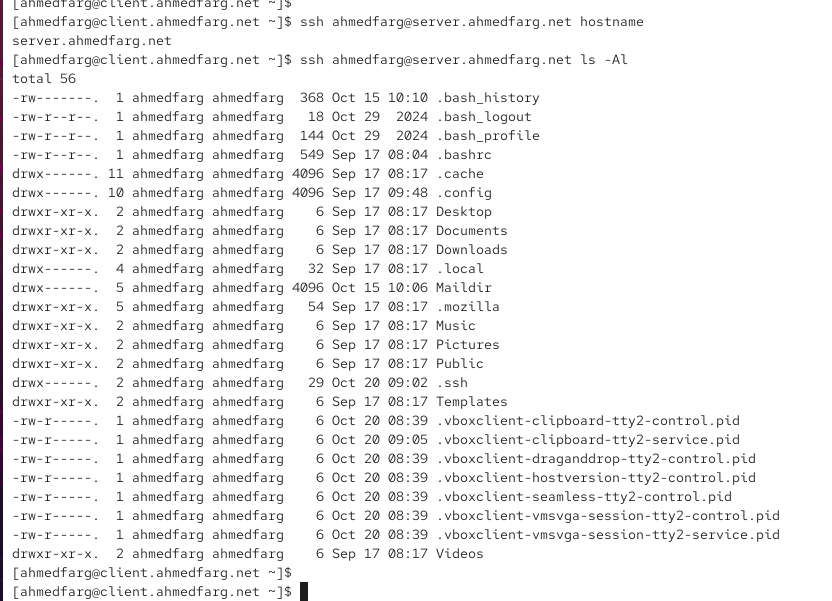 [ahmedfarg@client.ahmedfarg.net ~]$
[ahmedfarg@client.ahmedfarg.net ~]$ ssh ahmedfarg@server.ahmedfarg.net hostname
server.ahmedfarg.net
[ahmedfarg@client.ahmedfarg.net ~]$ ssh ahmedfarg@server.ahmedfarg.net ls -Al
total 56
-rw-------.  1 ahmedfarg ahmedfarg  368 Oct 15 10:10 .bash_history
-rw-r--r--.  1 ahmedfarg ahmedfarg   18 Oct 29  2024 .bash_logout
-rw-r--r--.  1 ahmedfarg ahmedfarg  144 Oct 29  2024 .bash_profile
-rw-r--r--.  1 ahmedfarg ahmedfarg  549 Sep 17 08:04 .bashrc
drwx------. 11 ahmedfarg ahmedfarg 4096 Sep 17 08:17 .cache
drwx------. 10 ahmedfarg ahmedfarg 4096 Sep 17 09:48 .config
drwxr-xr-x.  2 ahmedfarg ahmedfarg    6 Sep 17 08:17 Desktop
drwxr-xr-x.  2 ahmedfarg ahmedfarg    6 Sep 17 08:17 Documents
drwxr-xr-x.  2 ahmedfarg ahmedfarg    6 Sep 17 08:17 Downloads
drwx------.  4 ahmedfarg ahmedfarg   32 Sep 17 08:17 .local
drwx------.  5 ahmedfarg ahmedfarg 4096 Oct 15 10:06 Maildir
drwxr-xr-x.  5 ahmedfarg ahmedfarg   54 Sep 17 08:17 .mozilla
drwxr-xr-x.  2 ahmedfarg ahmedfarg    6 Sep 17 08:17 Music
drwxr-xr-x.  2 ahmedfarg ahmedfarg    6 Sep 17 08:17 Pictures
drwxr-xr-x.  2 ahmedfarg ahmedfarg    6 Sep 17 08:17 Public
drwx------.  2 ahmedfarg ahmedfarg   29 Oct 20 09:02 .ssh
drwxr-xr-x.  2 ahmedfarg ahmedfarg    6 Sep 17 08:17 Templates
-rw-r-----.  1 ahmedfarg ahmedfarg    6 Oct 20 08:39 .vboxclient-clipboard-tty2-control.pid
-rw-r-----.  1 ahmedfarg ahmedfarg    6 Oct 20 09:05 .vboxclient-clipboard-tty2-service.pid
-rw-r-----.  1 ahmedfarg ahmedfarg    6 Oct 20 08:39 .vboxclient-draganddrop-tty2-control.pid
-rw-r-----.  1 ahmedfarg ahmedfarg    6 Oct 20 08:39 .vboxclient-hostversion-tty2-control.pid
-rw-r-----.  1 ahmedfarg ahmedfarg    6 Oct 20 08:39 .vboxclient-seamless-tty2-control.pid
-rw-r-----.  1 ahmedfarg ahmedfarg    6 Oct 20 08:39 .vboxclient-vmsvga-session-tty2-control.pid
-rw-r-----.  1 ahmedfarg ahmedfarg    6 Oct 20 08:39 .vboxclient-vmsvga-session-tty2-service.pid
drwxr-xr-x.  2 ahmedfarg ahmedfarg    6 Sep 17 08:17 Videos
[ahmedfarg@client.ahmedfarg.net ~]$
[ahmedfarg@client.ahmedfarg.net ~]$